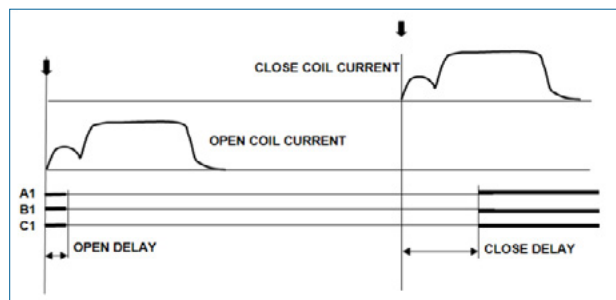 CLOSE COIL CURRENT
OPEN COIL CURRENT
A1
B1
C1
OPEN DELAY
CLOSE DELAY